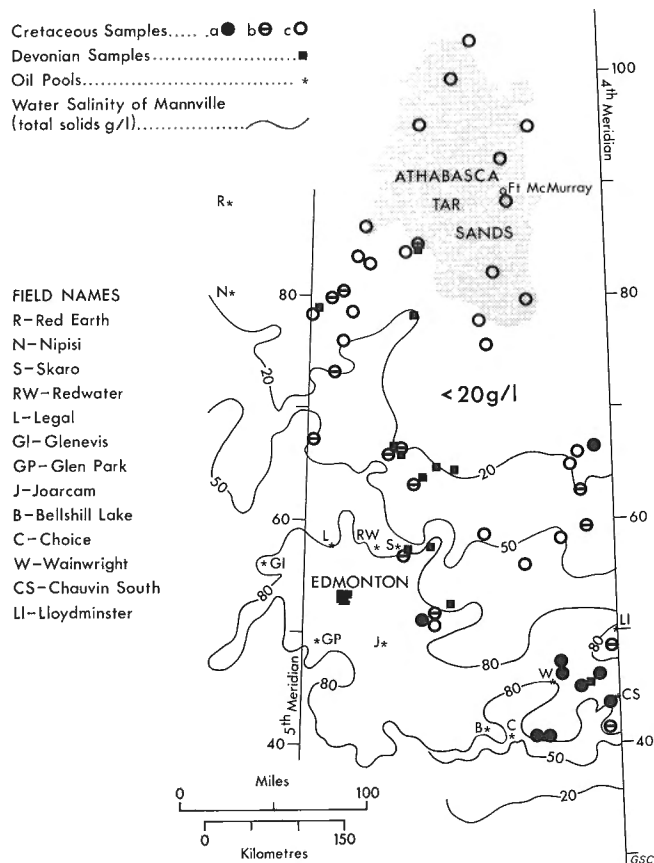 Cretaceous Samples..... .a b c
Devonian Samples
Oil Pools
Water Salinity of Mannville
(total solids g/l)
100
4th Meridian
ATHABASCA
TAR
SANDS
Ft McMurray
R*
FIELD NAMES
R–Red Earth
N–Nipisi
S–Skaro
RW–Redwater
L–Legal
Gl–Glenevis
GP–Glen Park
J–Joarcam
B–Bellshill Lake
C–Choice
W–Wainwright
CS–Chauvin South
Ll–Lloydminster
N*
80
80
20
<20g/l
50
20
60
60
50
L
RW
S*
*Gl
80
EDMONTON
*GP
J*
5th Meridian
80
80
80
80
Ll
W
CS
B*
C
40
40
50
20
Miles
0
100
0
150
Kilometres
GSC